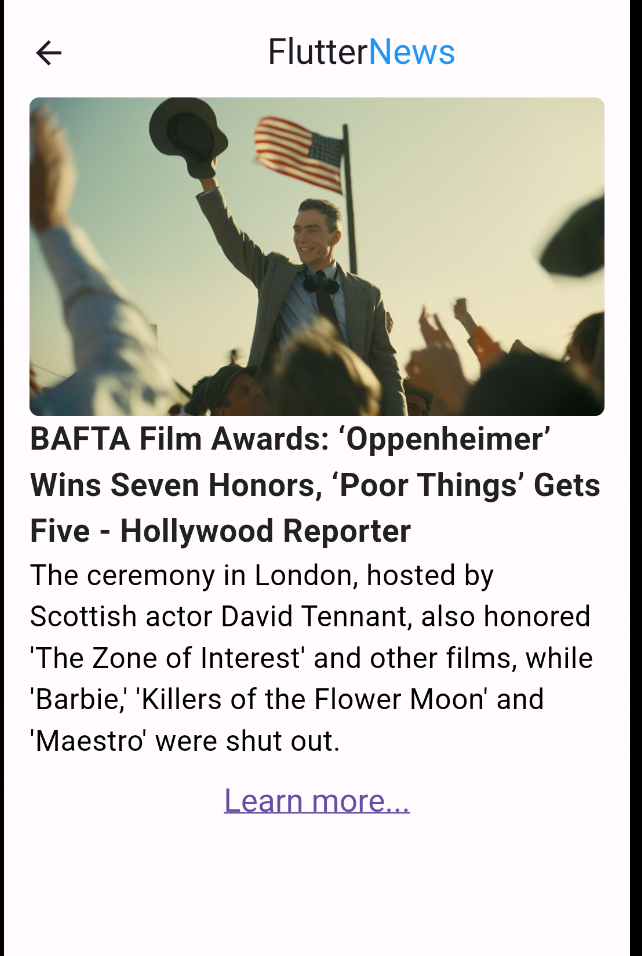 FlutterNews
BAFTA Film Awards: ‘Oppenheimer’
Wins Seven Honors, ‘Poor Things’ Gets
Five - Hollywood Reporter
The ceremony in London, hosted by
Scottish actor David Tennant, also honored
'The Zone of Interest' and other films, while
'Barbie,' 'Killers of the Flower Moon' and
'Maestro' were shut out.
Learn more...